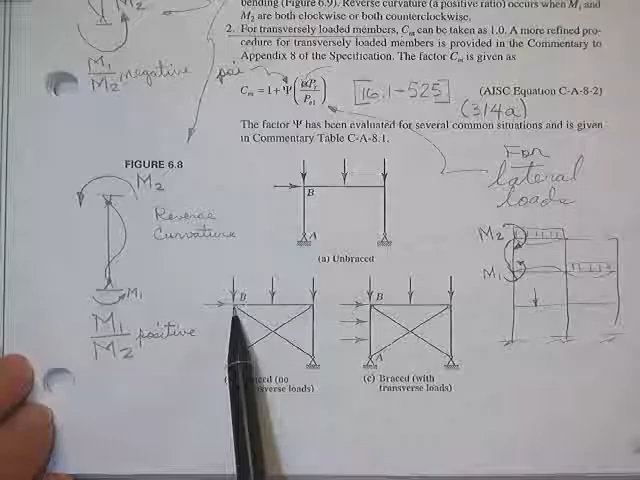 bending (Figure 6.9). Reverse curvature (a positive ratio) occurs when M1 and
M2 are both clockwise or both counterclockwise.
2. For transversely loaded members, Cm can be taken as 1.0. A more refined pro-
cedure for transversely loaded members is provided in the Commentary to
Appendix 8 of the Specification. The factor Cm is given as
M1
M2 negative
psi
Cm = 1 + Ψ(αPr
Pe1)
[16.1-525]
(AISC Equation C-A-8-2)
(314a)
The factor Ψ has been evaluated for several common situations and is given
in Commentary Table C-A-8.1.
For
lateral
loads
FIGURE 6.8
M2
Reverse
Curvature
M1
M1
M2 positive
B
A
(a) Unbraced
M2
M1
B
B
A
(no
loads)
(c) Braced (with
transverse loads)